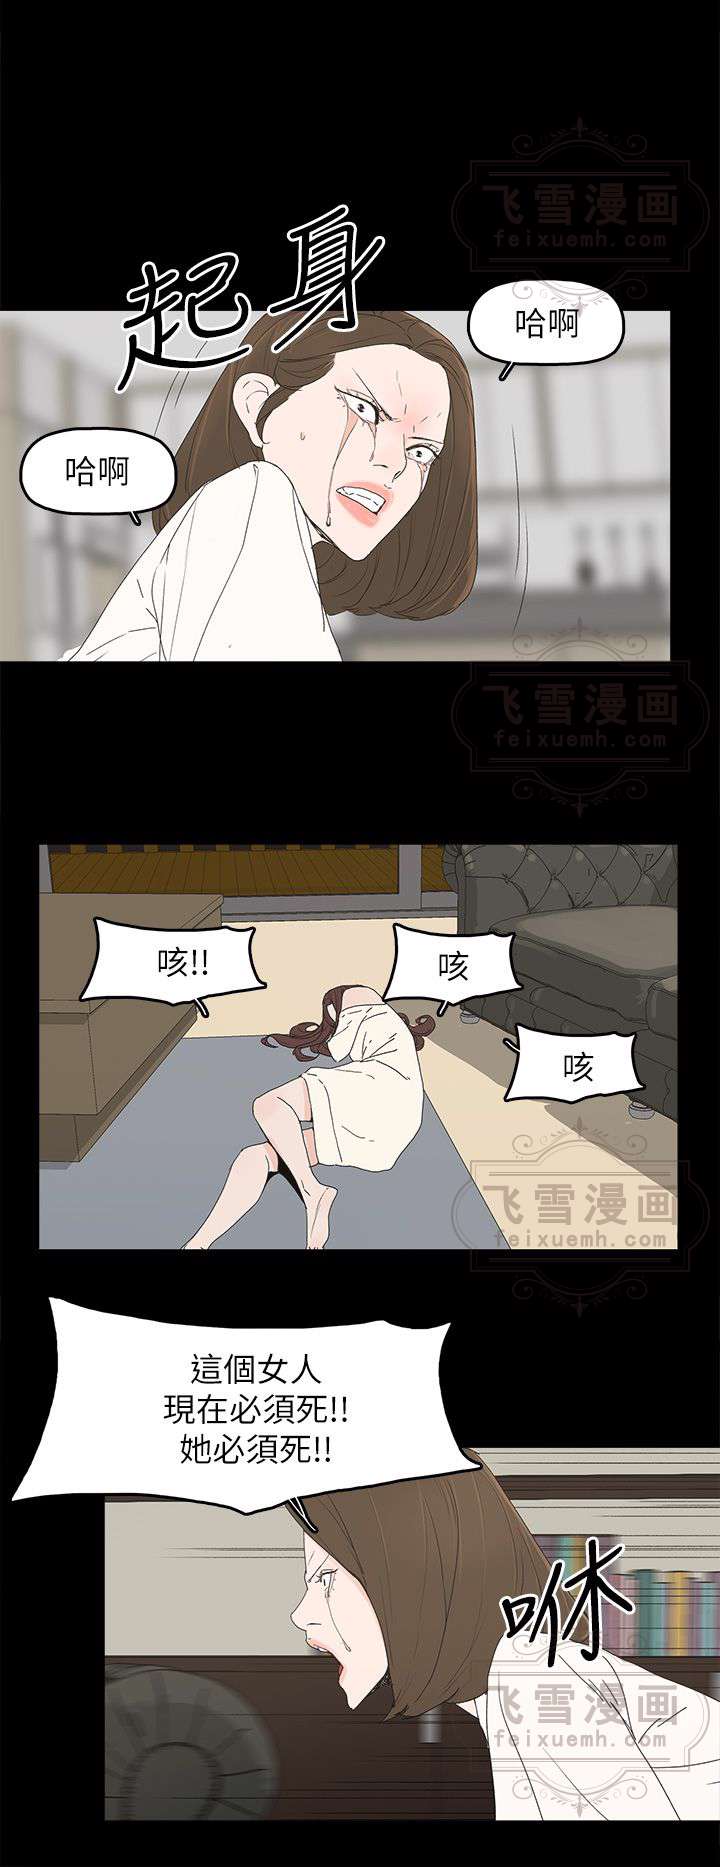 飞雪漫画
feixuemh.com
起身
哈啊
哈啊
飞雪漫画
feixuemh.com
咳!!
咳
咳
飞雪漫画
feixuemh.com
這個女人
現在必須死!!
她必須死!!
咻
飞雪漫画
feixuemh.com